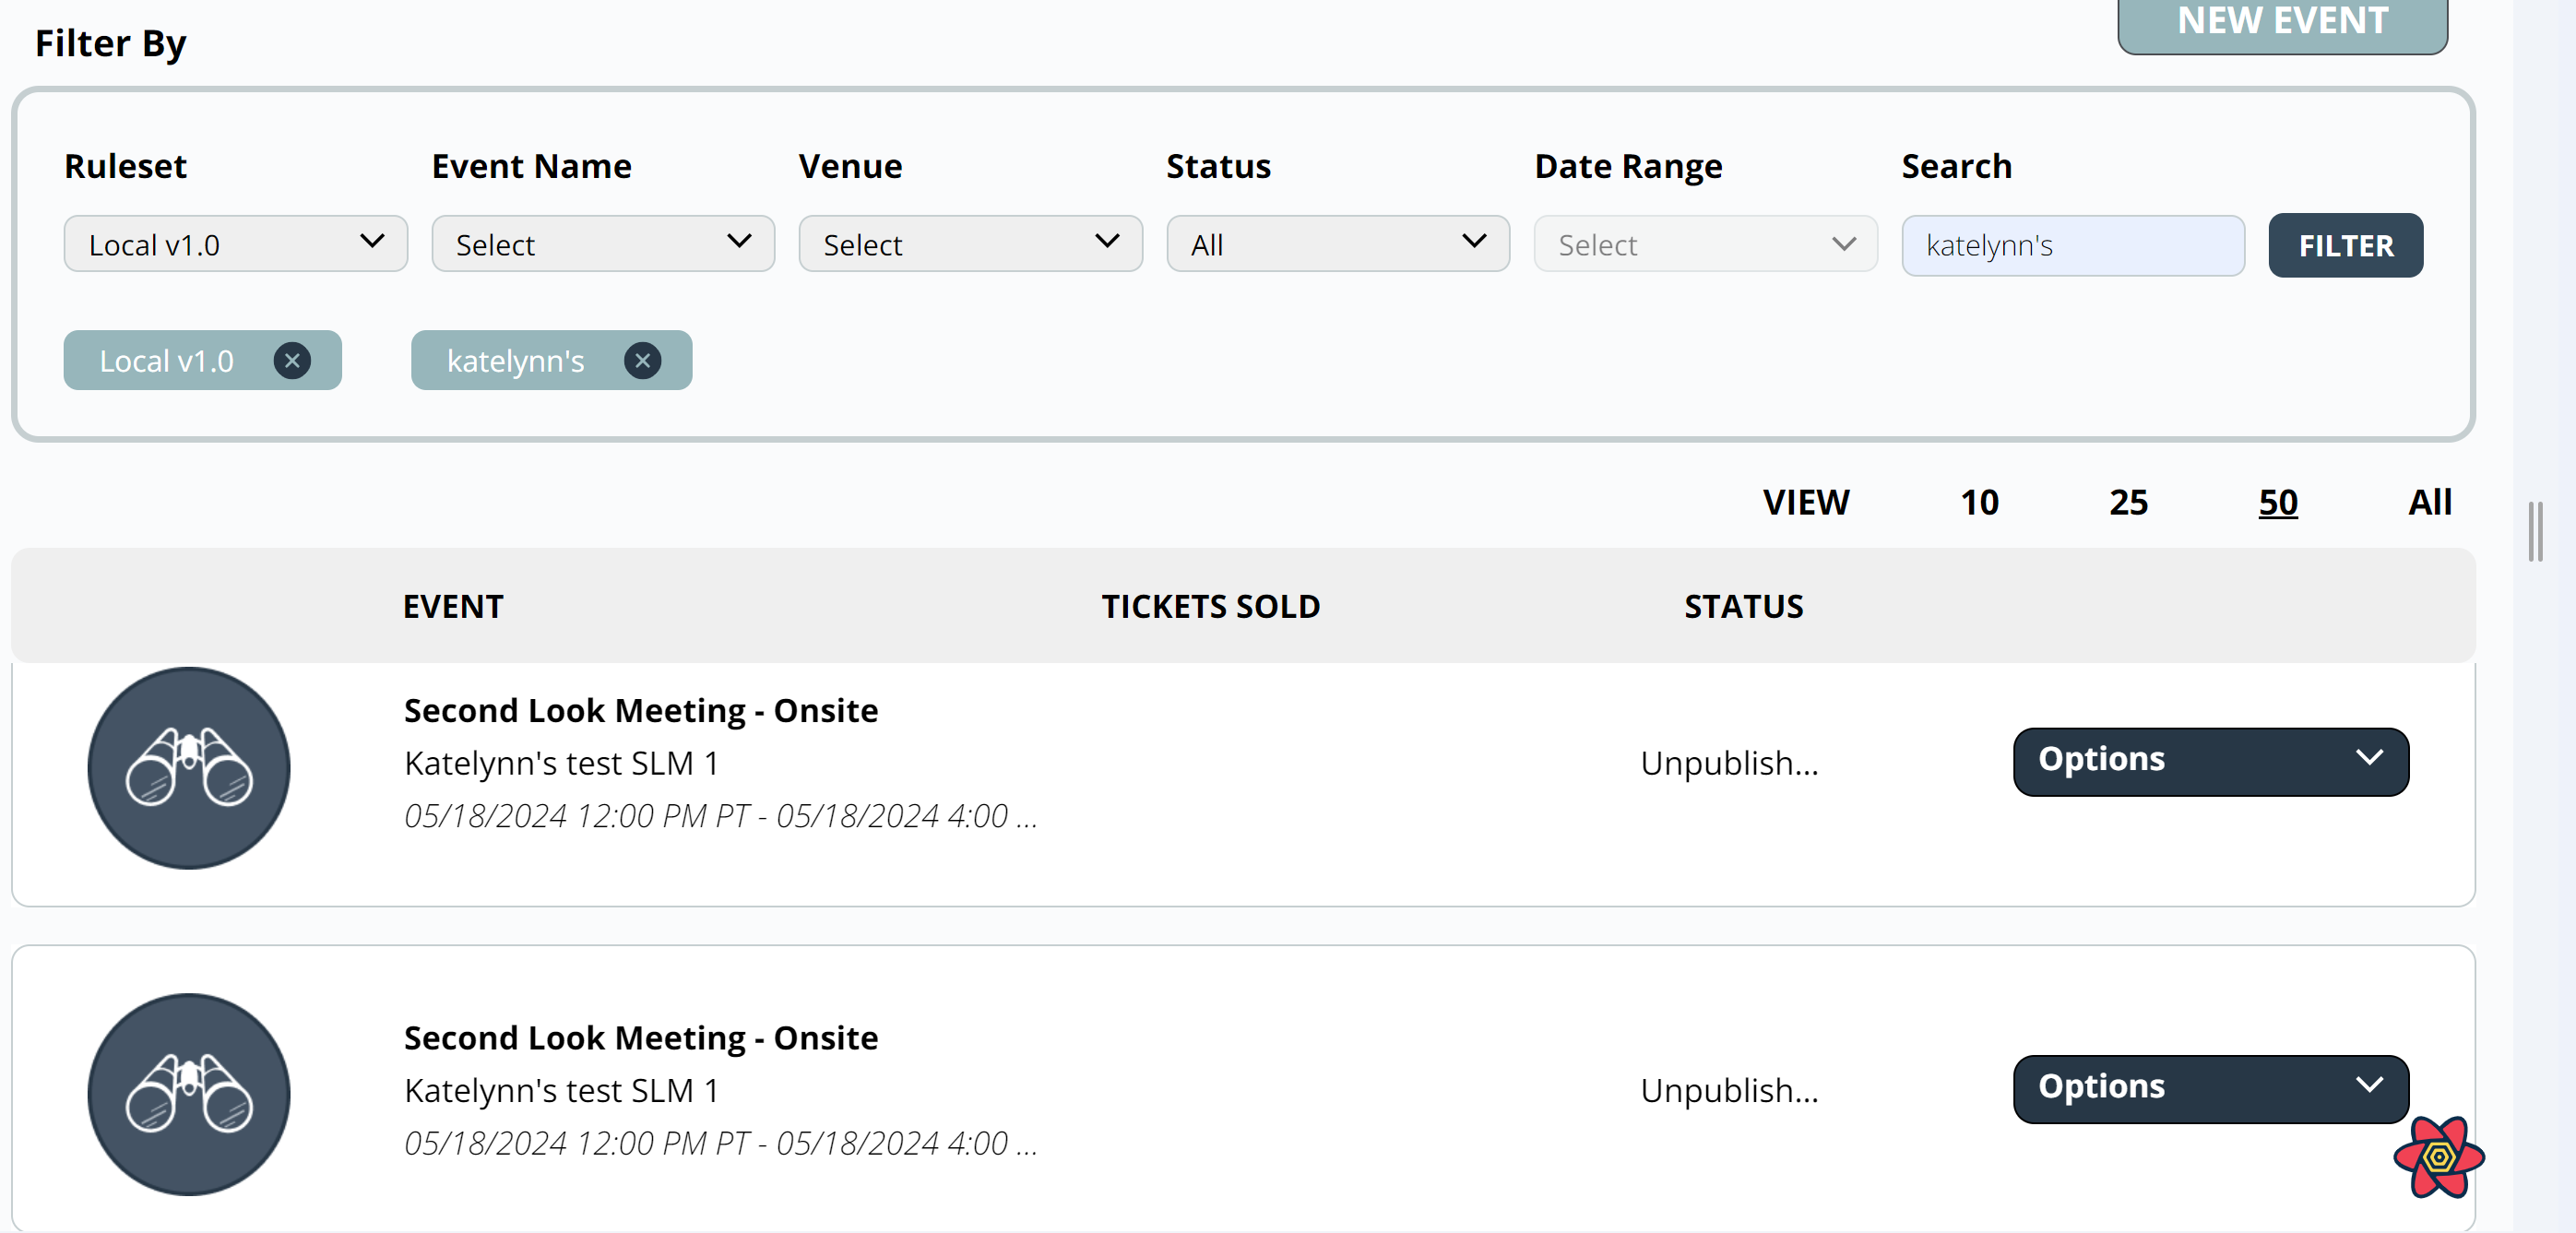 NEW EVENT
Filter By
Ruleset Event Name Venue Status Date Range Search
Local v1.0 Select Select All Select katelynn's FILTER
Local v1.0 katelynn's
VIEW 10 25 50 All
EVENT TICKETS SOLD STATUS
Second Look Meeting - Onsite
Katelynn's test SLM 1 Unpublish... Options
05/18/2024 12:00 PM PT - 05/18/2024 4:00 ...
Second Look Meeting - Onsite
Katelynn's test SLM 1 Unpublish... Options
05/18/2024 12:00 PM PT - 05/18/2024 4:00 ...